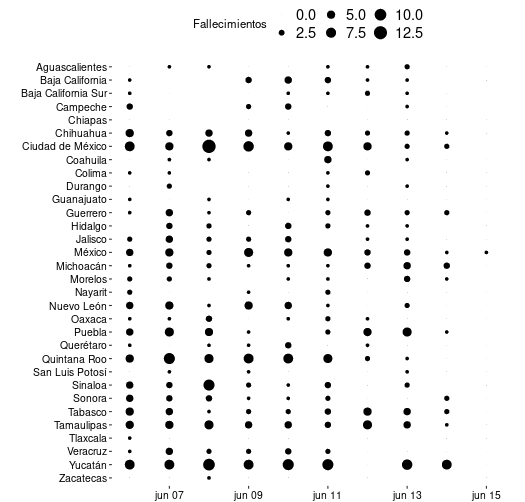 Fallecimientos
0.0 5.0 10.0
2.5 7.5 12.5
Aguascalientes
Baja California
Baja California Sur
Campeche
Chiapas
Chihuahua
Ciudad de México
Coahuila
Colima
Durango
Guanajuato
Guerrero
Hidalgo
Jalisco
México
Michoacán
Morelos
Nayarit
Nuevo León
Oaxaca
Puebla
Querétaro
Quintana Roo
San Luis Potosí
Sinaloa
Sonora
Tabasco
Tamaulipas
Tlaxcala
Veracruz
Yucatán
Zacatecas
jun 07 jun 09 jun 11 jun 13 jun 15